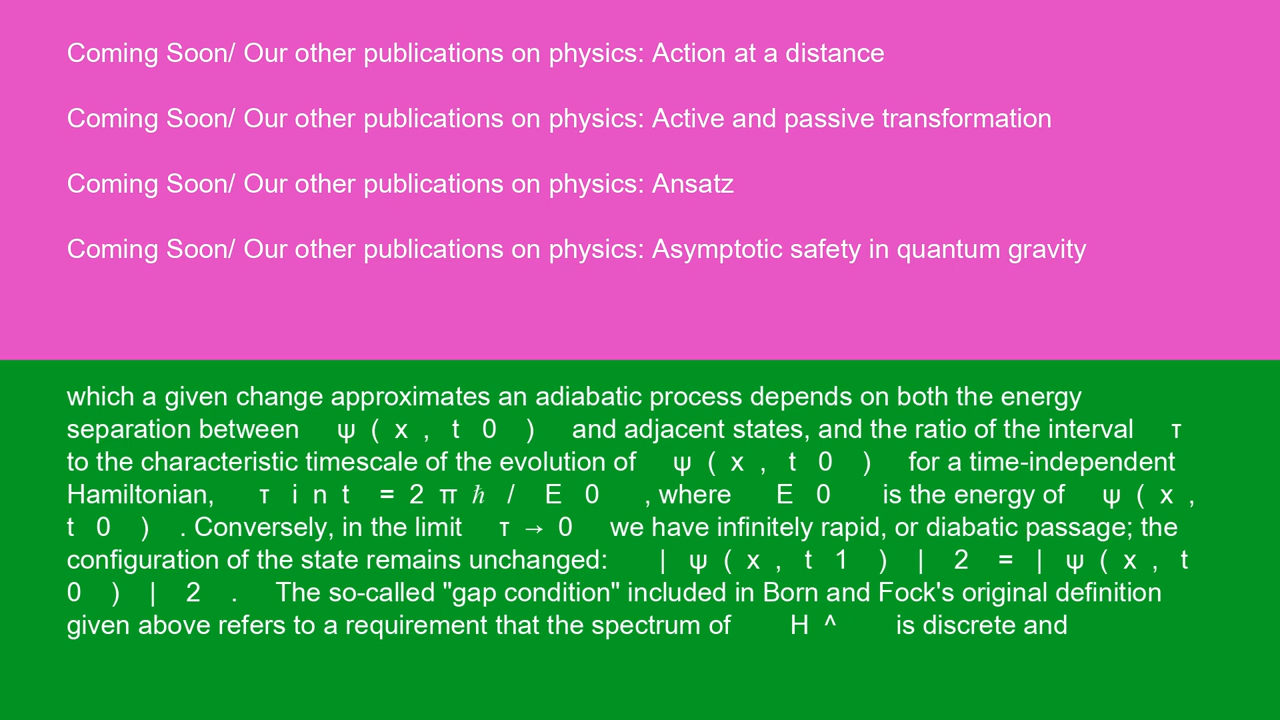 Coming Soon/ Our other publications on physics: Action at a distance
Coming Soon/ Our other publications on physics: Active and passive transformation
Coming Soon/ Our other publications on physics: Ansatz
Coming Soon/ Our other publications on physics: Asymptotic safety in quantum gravity
which a given change approximates an adiabatic process depends on both the energy
separation between ψ ( x , t 0 ) and adjacent states, and the ratio of the interval τ
to the characteristic timescale of the evolution of ψ ( x , t 0 ) for a time-independent
Hamiltonian, τ i n t = 2 π ℏ / E 0 , where E 0 is the energy of ψ ( x ,
t 0 ) . Conversely, in the limit τ → 0 we have infinitely rapid, or diabatic passage; the
configuration of the state remains unchanged: | ψ ( x , t 1 ) | 2 = | ψ ( x , t
0 ) | 2 . The so-called "gap condition" included in Born and Fock's original definition
given above refers to a requirement that the spectrum of H ^ is discrete and